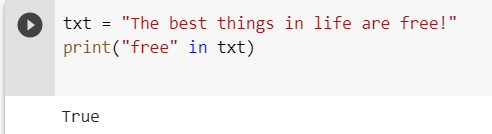 txt = "The best things in life are free!"
print("free" in txt)
True